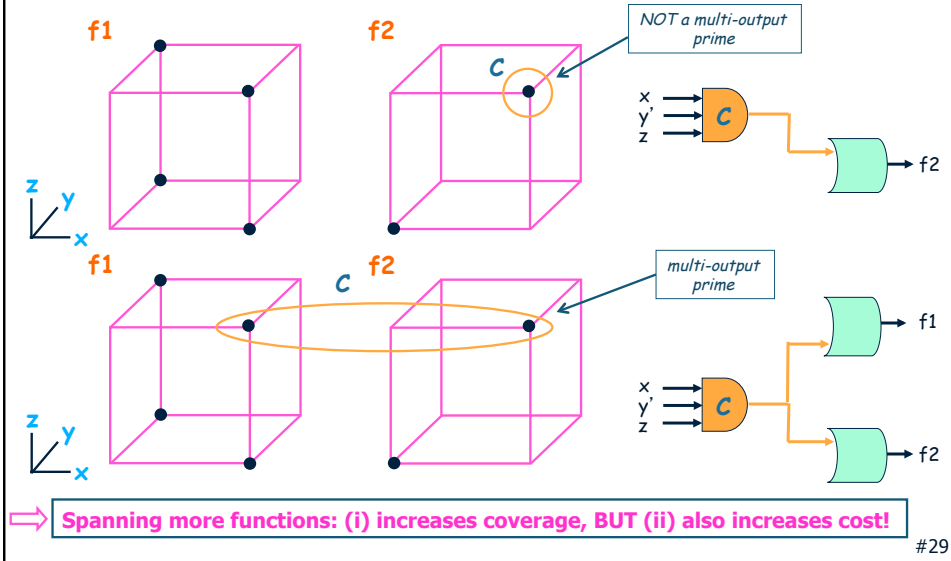 f1
f2
NOT a multi-output
prime
C
x
y'
z
C
f2
z
y
x
f1
f2
C
multi-output
prime
f1
x
y'
z
C
f2
z
y
x
Spanning more functions: (i) increases coverage, BUT (ii) also increases cost!
#29